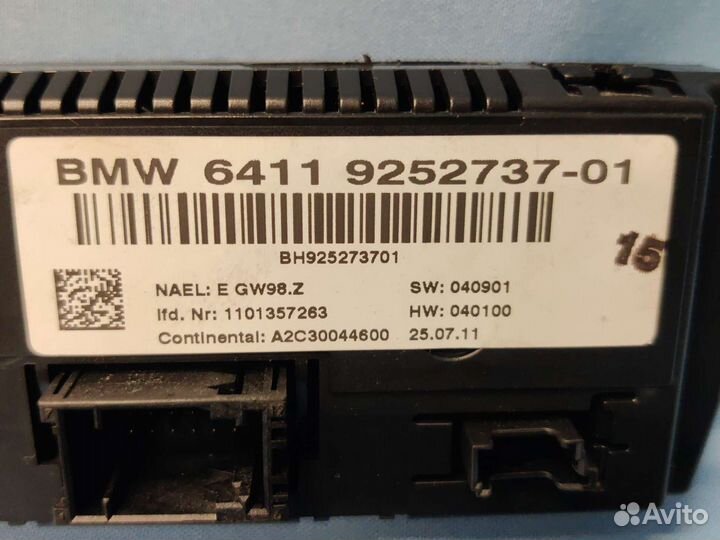 BMW 6411 9252737-01
BH925273701
15
NAEL: E GW98.Z SW: 040901
lfd. Nr: 1101357263 HW: 040100
Continental: A2C30044600 25.07.11
Avito